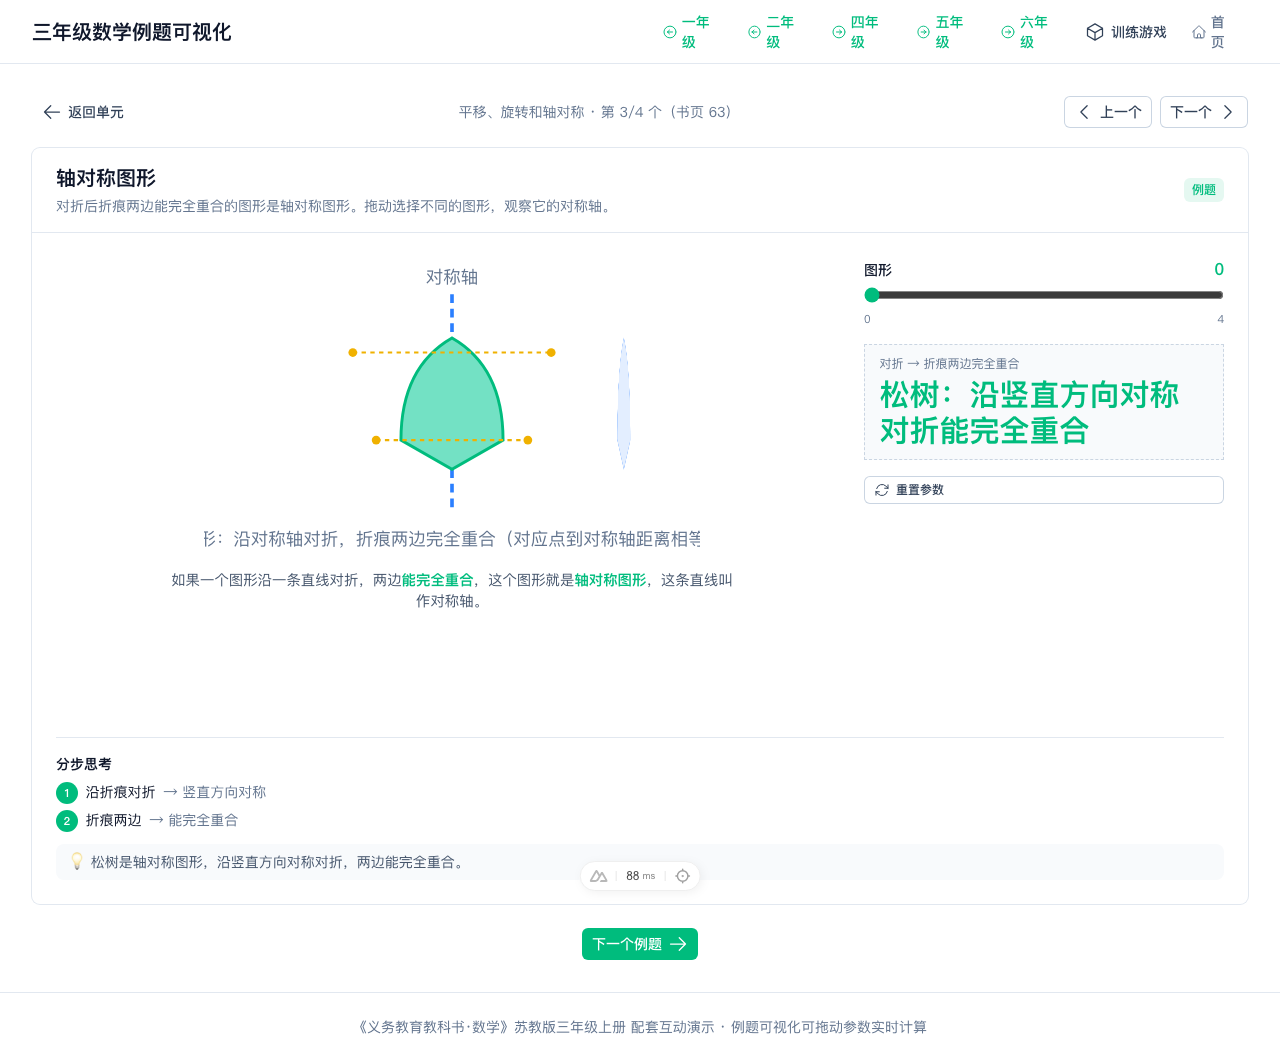 三年级数学例题可视化
一年级
二年级
四年级
五年级
六年级
训练游戏
首页
返回单元
平移、旋转和轴对称 · 第 3/4 个（书页 63）
上一个
下一个
轴对称图形
对折后折痕两边能完全重合的图形是轴对称图形。拖动选择不同的图形，观察它的对称轴。
例题
对称轴
形：沿对称轴对折，折痕两边完全重合（对应点到对称轴距离相等
如果一个图形沿一条直线对折，两边能完全重合，这个图形就是轴对称图形，这条直线叫
作对称轴。
图形
0
0
4
对折 → 折痕两边完全重合
松树：沿竖直方向对称
对折能完全重合
重置参数
分步思考
1 沿折痕对折 → 竖直方向对称
2 折痕两边 → 能完全重合
💡 松树是轴对称图形，沿竖直方向对称对折，两边能完全重合。
88 ms
下一个例题
《义务教育教科书·数学》苏教版三年级上册 配套互动演示 · 例题可视化可拖动参数实时计算